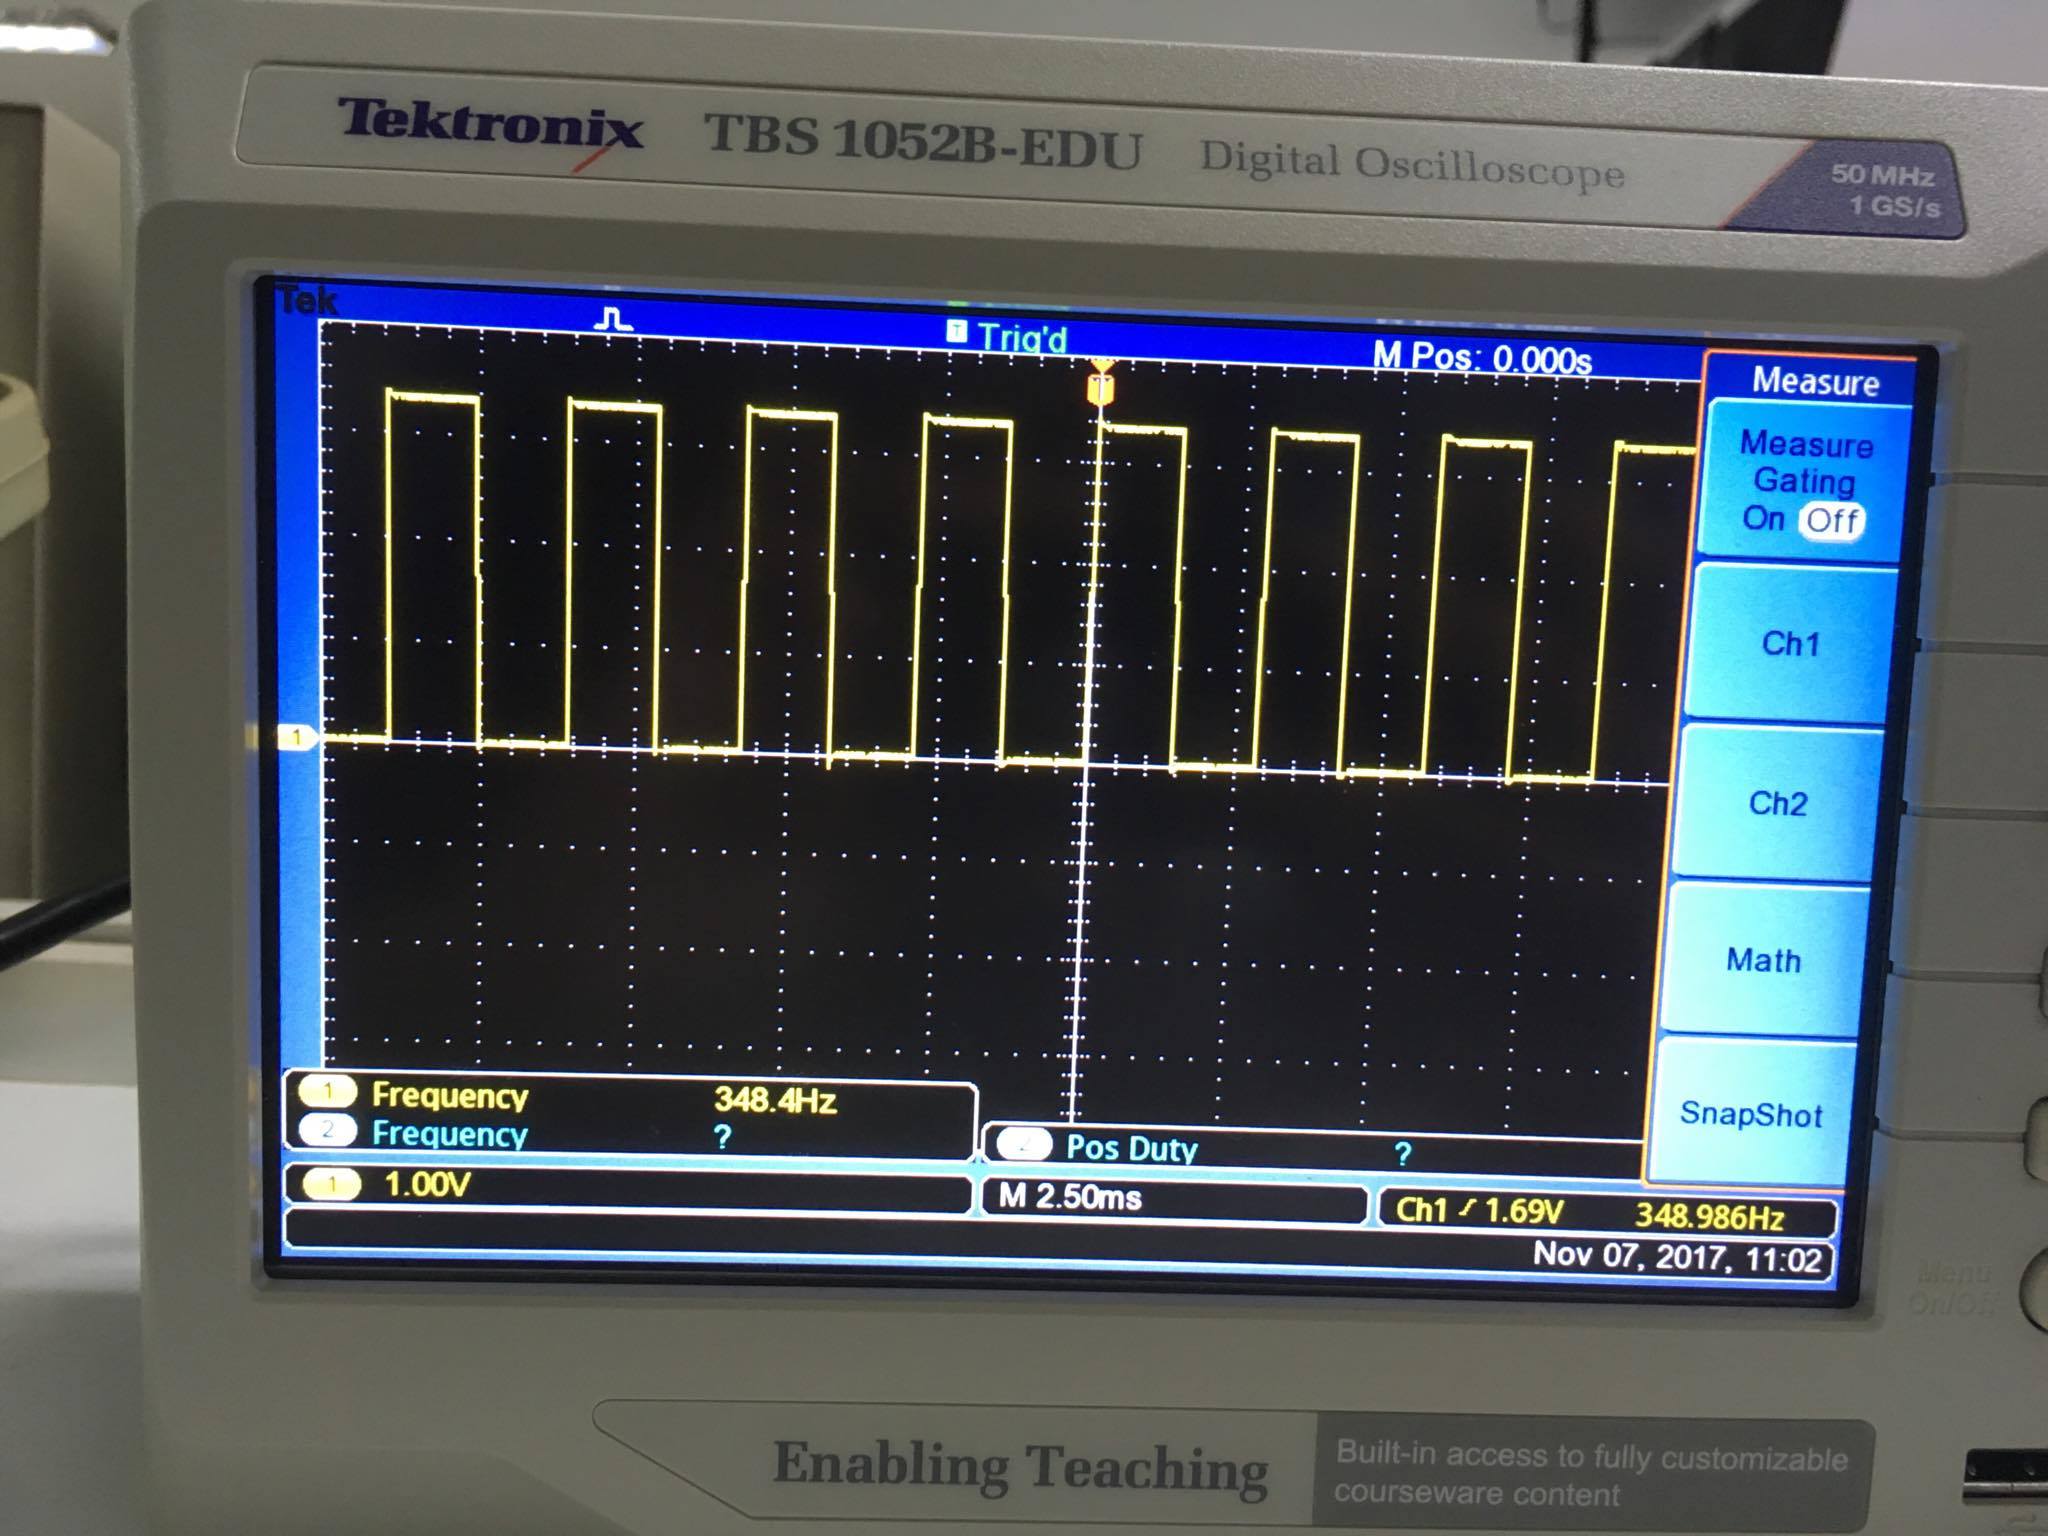 Tektronix TBS 1052B-EDU Digital Oscilloscope
50 MHz
1 GS/s
Tek
T Trig'd
M Pos: 0.000s
T
Measure
Measure
Gating
On Off
Ch1
Ch2
Math
SnapShot
1
1 Frequency 348.4Hz
2 Frequency ?
2 Pos Duty ?
1 1.00V
M 2.50ms
Ch1 1.69V 348.986Hz
Nov 07, 2017, 11:02
Menu
On/Off
Enabling Teaching
Built-in access to fully customizable
courseware content